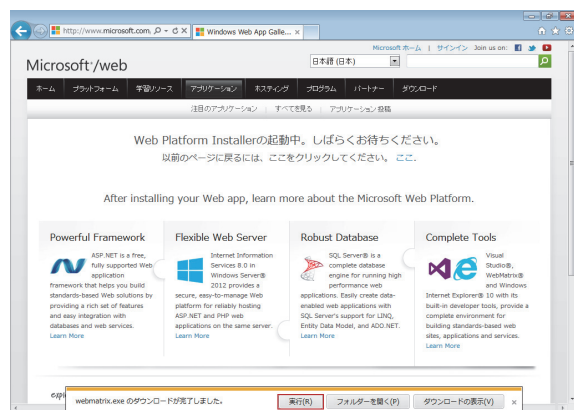 http://www.microsoft.com
Windows Web App Galle...
Microsoft ホーム | サインイン Join us on:
Microsoft /web
日本語 (日本)
ホーム プラットフォーム 学習リソース アプリケーション ホスティング プログラム パートナー ダウンロード
注目のアプリケーション | すべてを見る | アプリケーション投稿
Web Platform Installerの起動中。しばらくお待ちください。
以前のページに戻るには、ここをクリックしてください。 ここ.
After installing your Web app, learn more about the Microsoft Web Platform.
Powerful Framework
ASP.NET is a free,
fully supported Web
application
framework that helps you build
standards-based Web solutions by
providing a rich set of features
and easy integration with
databases and web services.
Learn More
Flexible Web Server
Internet Information
Services 8.0 in
Windows Server®
2012 provides a
secure, easy-to-manage Web
platform for reliably hosting
ASP.NET and PHP web
applications on the same server.
Learn More
Robust Database
SQL Server® is a
complete database
engine for running high
performance web
applications. Easily create data-
enabled web applications with
SQL Server's support for LINQ,
Entity Data Model, and ADO.NET.
Learn More
Complete Tools
Visual
Studio®,
WebMatrix®
and Windows
Internet Explorer® 10 with its
built-in developer tools, provide a
complete environment for
building standards-based web
sites, applications and services.
Learn More
webmatrix.exe のダウンロードが完了しました。
実行(R) フォルダーを開く(P) ダウンロードの表示(V) ×